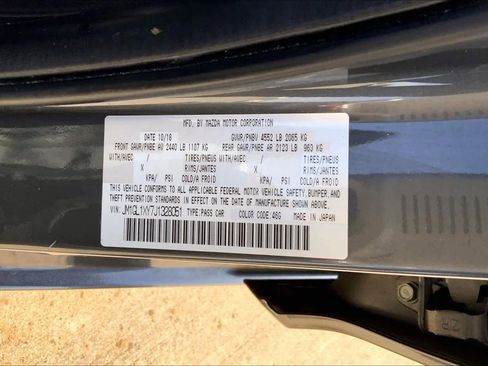 MFD. BY MAZDA MOTOR CORPORATION
DATE 10/18 GVWR/PNBV 4552 LB 2065 KG
FRONT GAWR/PNBE AV 2440 LB 1107 KG REAR GAWR/PNBE AR 2123 LB 963 KG
WITH/AVEC / TIRES/PNEUS WITH/AVEC / TIRES/PNEUS
X RIMS/JANTES X RIMS/JANTES
KPA/ PSI COLD/A FROID KPA/ PSI COLD/A FROID
THIS VEHICLE CONFORMS TO ALL APPLICABLE FEDERAL MOTOR VEHICLE SAFETY, BUMPER, AND
THEFT PREVENTION STANDARDS IN EFFECT ON THE DATE OF MANUFACTURE SHOWN ABOVE.
VIN: JM1GL1XY7J1328051 TYPE PASS CAR COLOR CODE: 46G MADE IN JAPAN
ZR